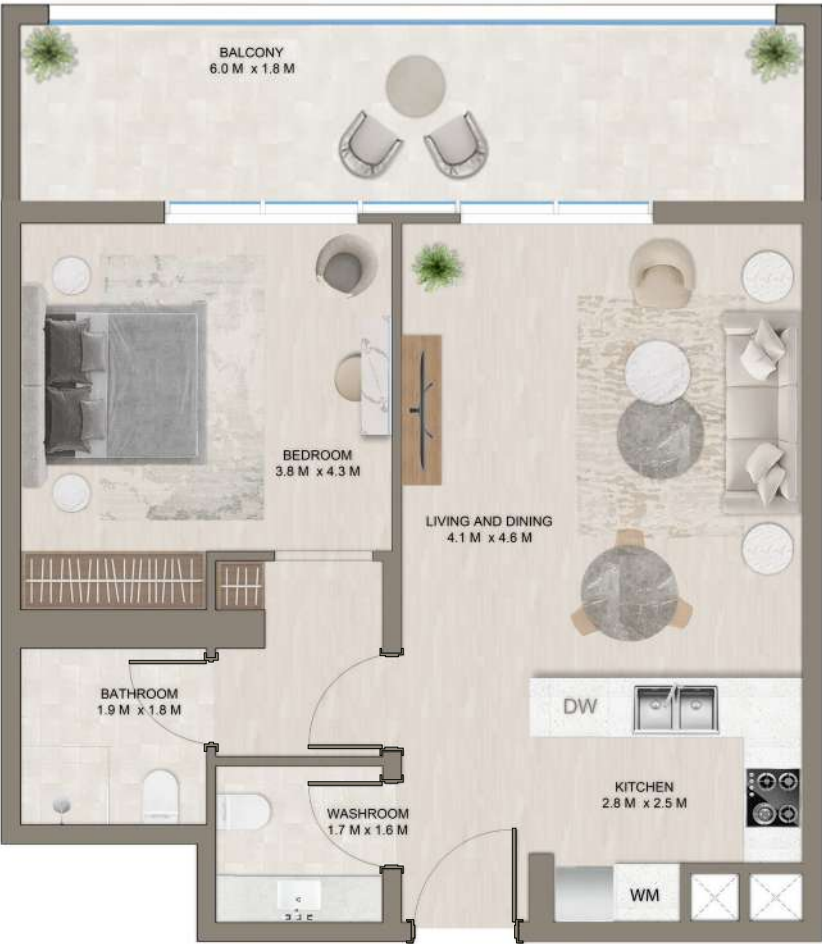 BALCONY
6.0 M x 1.8 M
BEDROOM
3.8 M x 4.3 M
LIVING AND DINING
4.1 M x 4.6 M
BATHROOM
1.9 M x 1.8 M
DW
KITCHEN
2.8 M x 2.5 M
WASHROOM
1.7 M x 1.6 M
WM